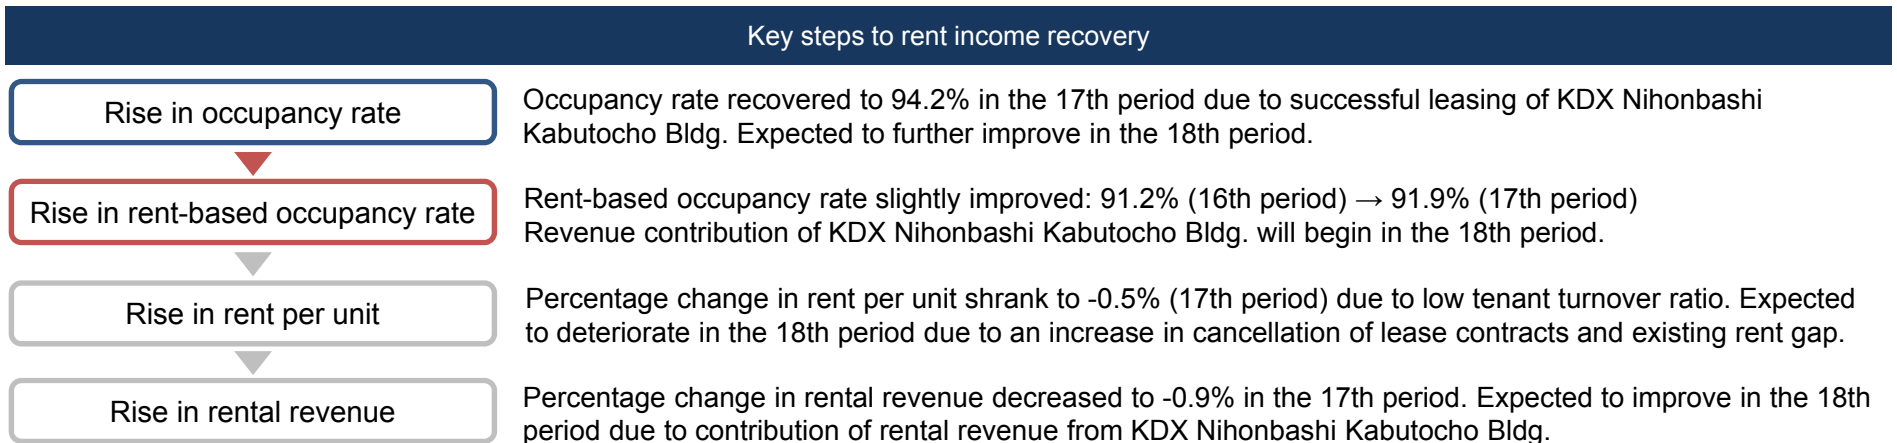 Key steps to rent income recovery
Rise in occupancy rate
Occupancy rate recovered to 94.2% in the 17th period due to successful leasing of KDX Nihonbashi
Kabutocho Bldg. Expected to further improve in the 18th period.
Rise in rent-based occupancy rate
Rent-based occupancy rate slightly improved: 91.2% (16th period) → 91.9% (17th period)
Revenue contribution of KDX Nihonbashi Kabutocho Bldg. will begin in the 18th period.
Rise in rent per unit
Percentage change in rent per unit shrank to -0.5% (17th period) due to low tenant turnover ratio. Expected
to deteriorate in the 18th period due to an increase in cancellation of lease contracts and existing rent gap.
Rise in rental revenue
Percentage change in rental revenue decreased to -0.9% in the 17th period. Expected to improve in the 18th
period due to contribution of rental revenue from KDX Nihonbashi Kabutocho Bldg.